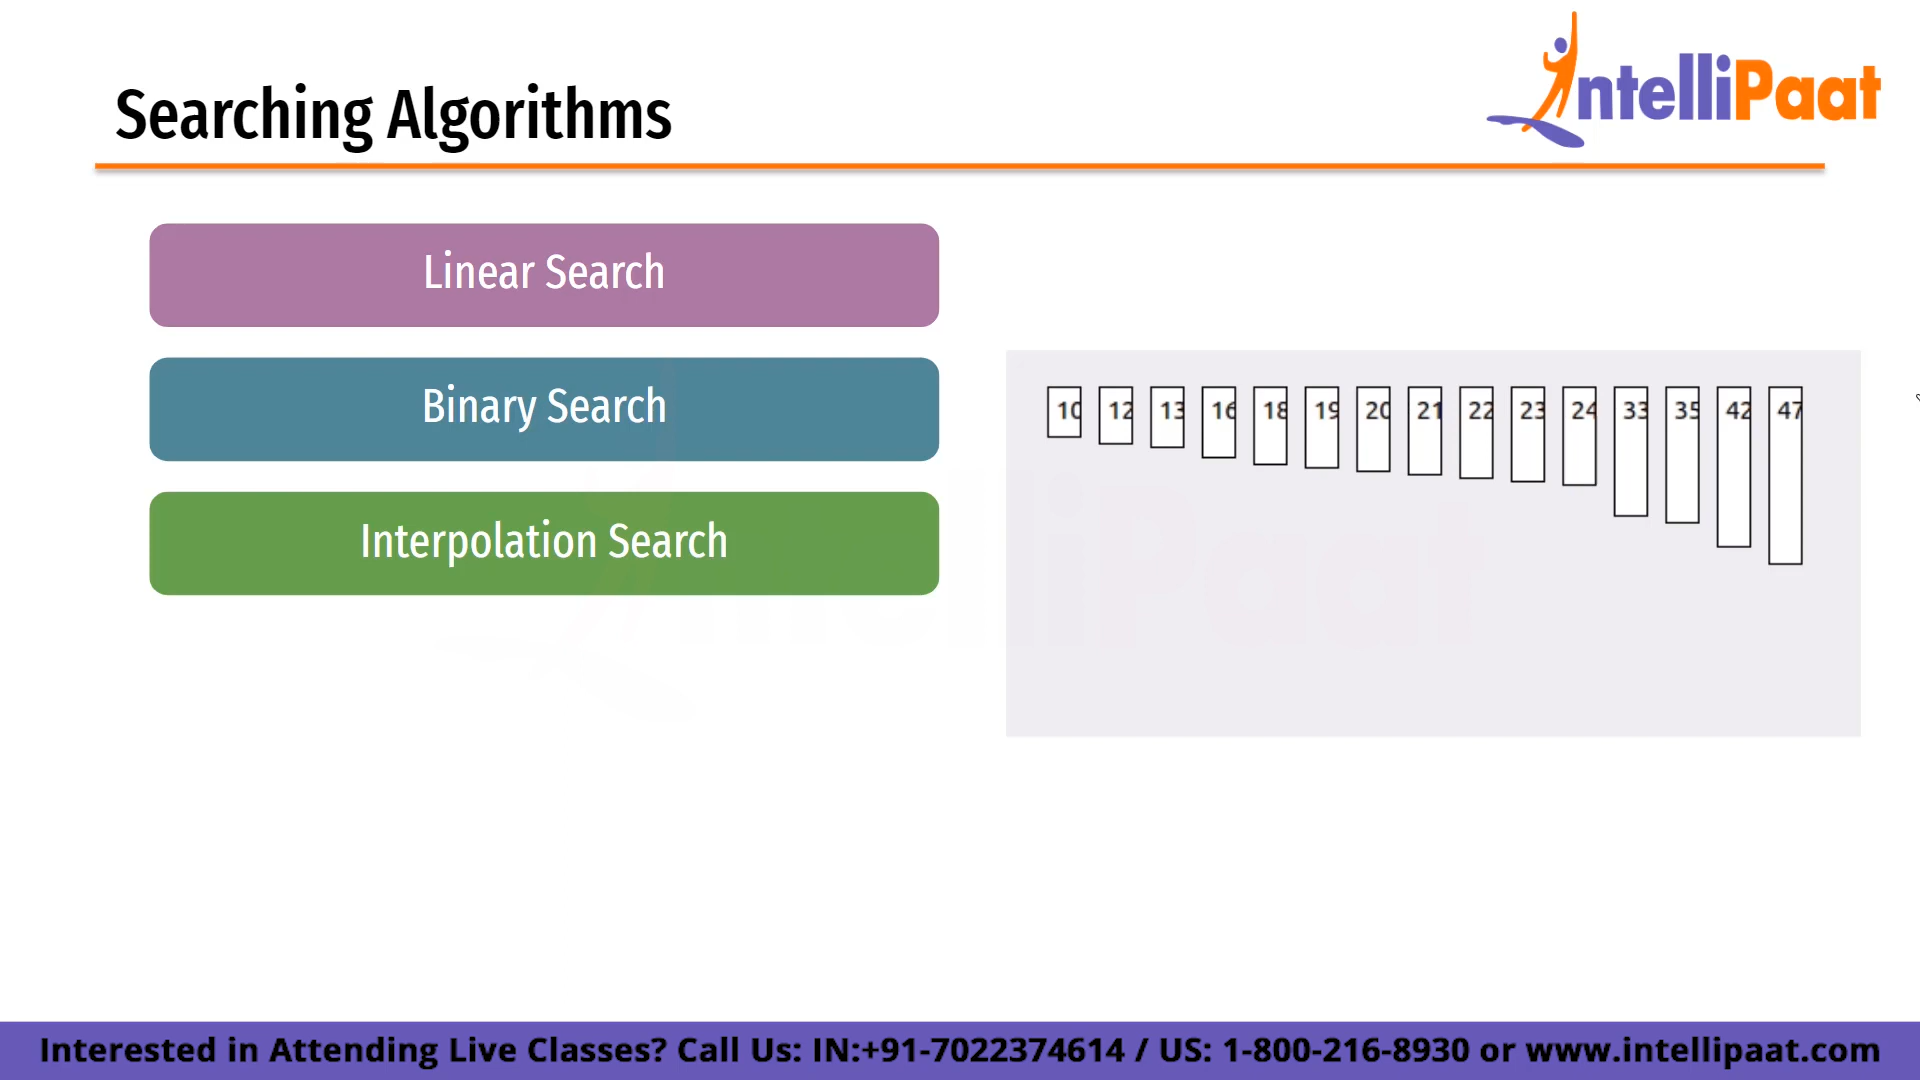 Searching Algorithms
IntelliPaat
Linear Search
Binary Search
Interpolation Search
10 12 13 16 18 19 20 21 22 23 24 33 35 42 47
Interested in Attending Live Classes? Call Us: IN:+91-7022374614 / US: 1-800-216-8930 or www.intellipaat.com